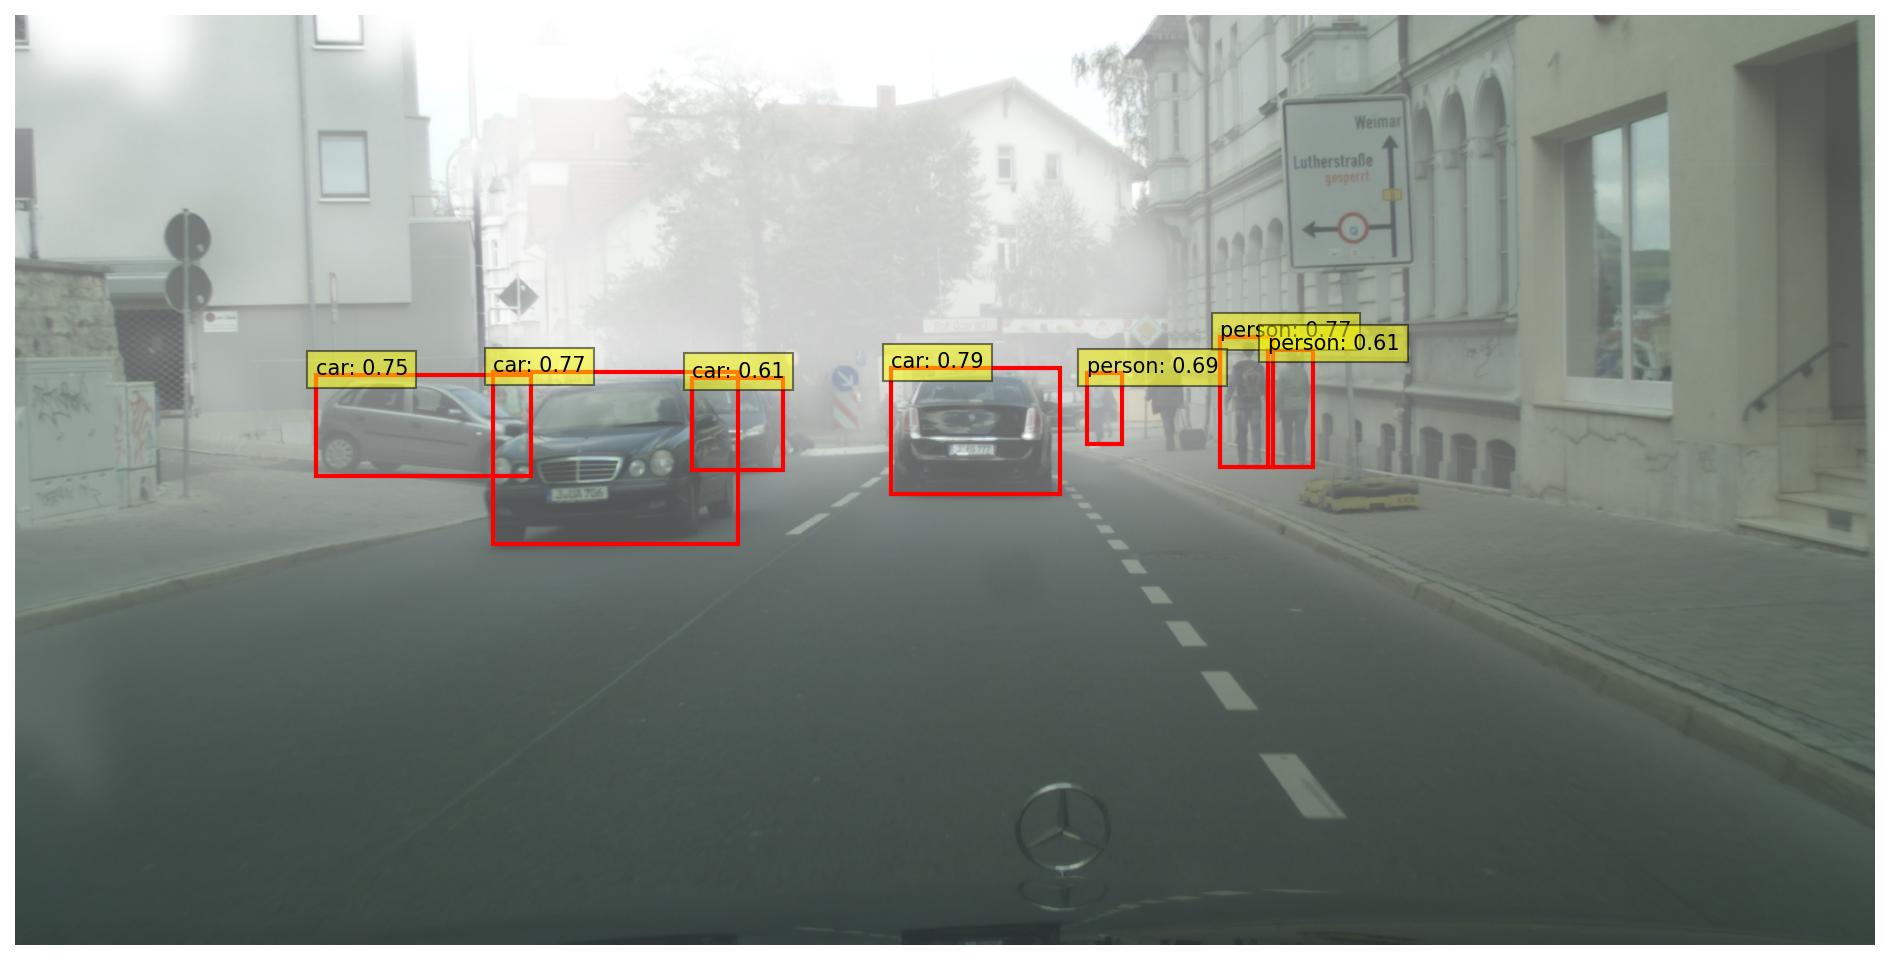 Weimar
Lutherstraße
gesperrt
person: 0.77
person: 0.61
car: 0.79
car: 0.77
car: 0.75
car: 0.61
person: 0.69